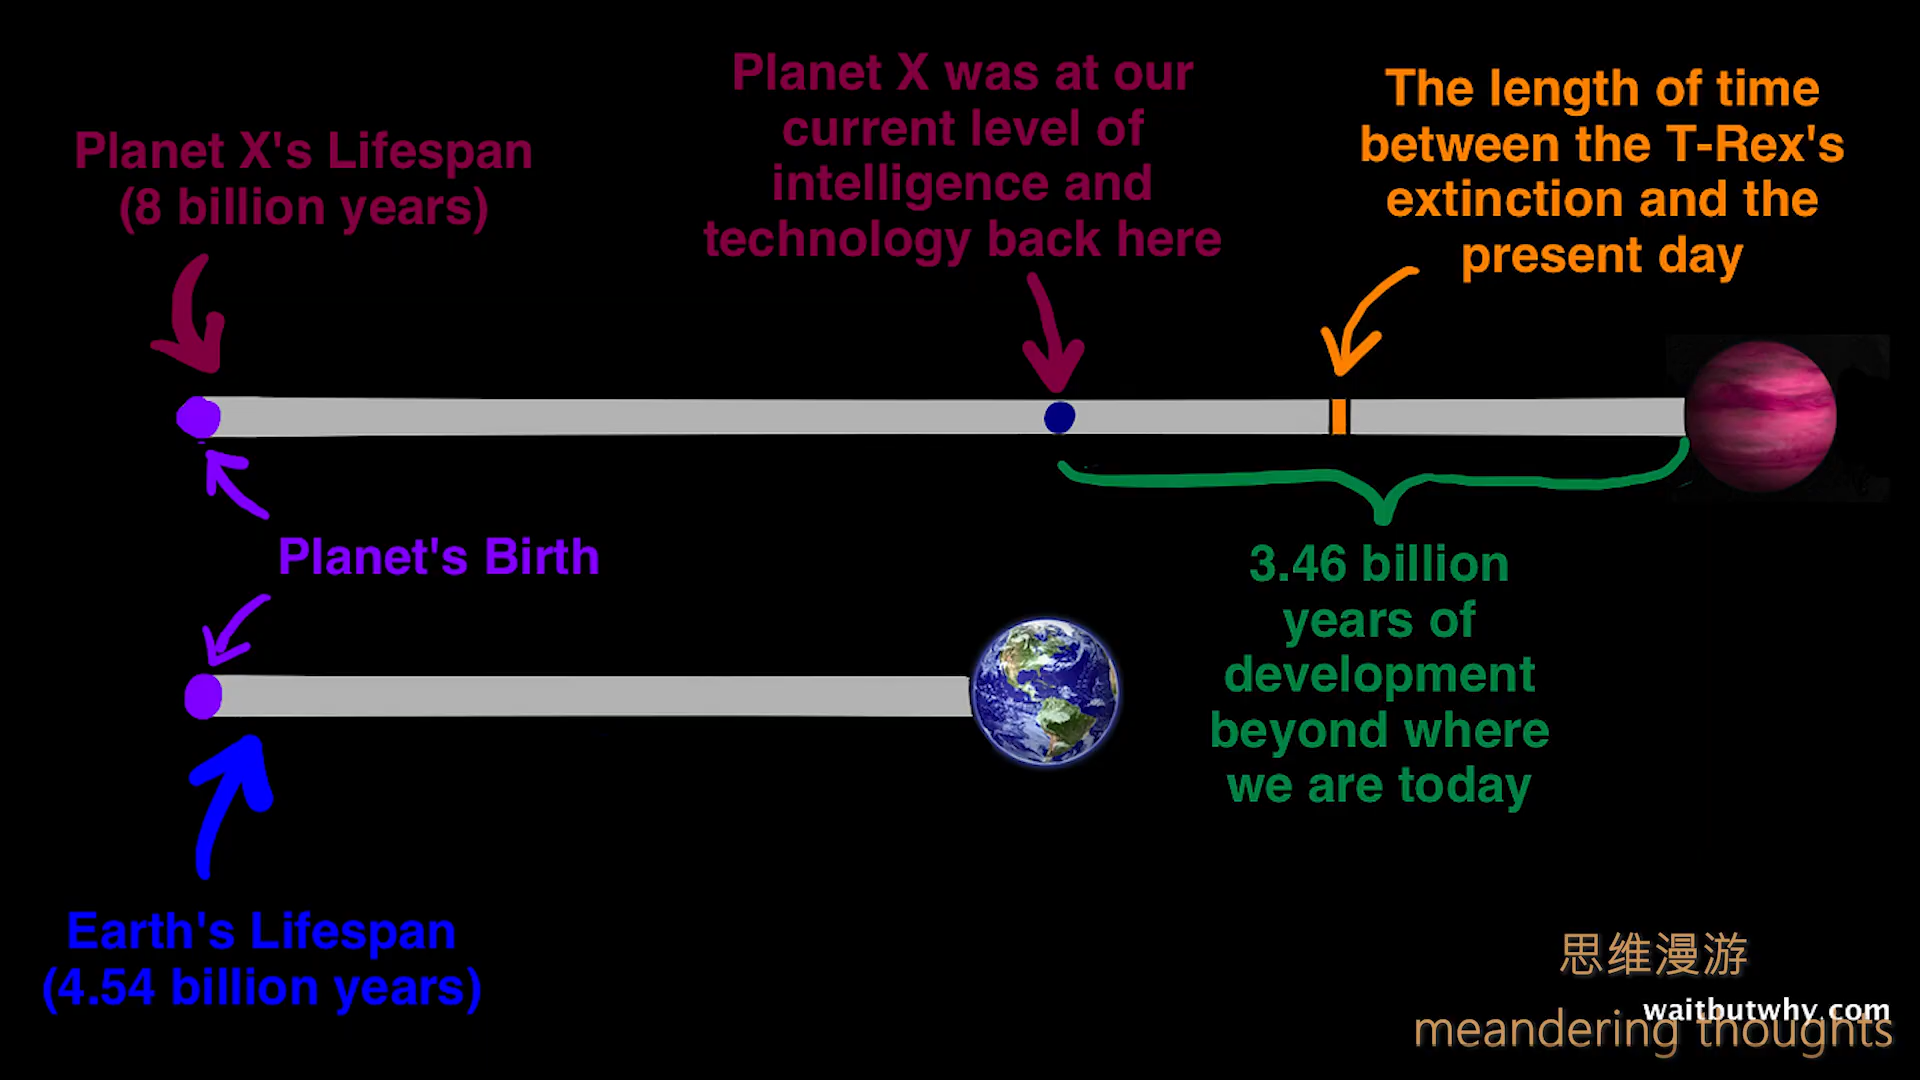 Planet X's Lifespan
(8 billion years)
Planet X was at our
current level of
intelligence and
technology back here
The length of time
between the T-Rex's
extinction and the
present day
Planet's Birth
3.46 billion
years of
development
beyond where
we are today
Earth's Lifespan
(4.54 billion years)
思维漫游
waitbutwhy.com
meandering thoughts